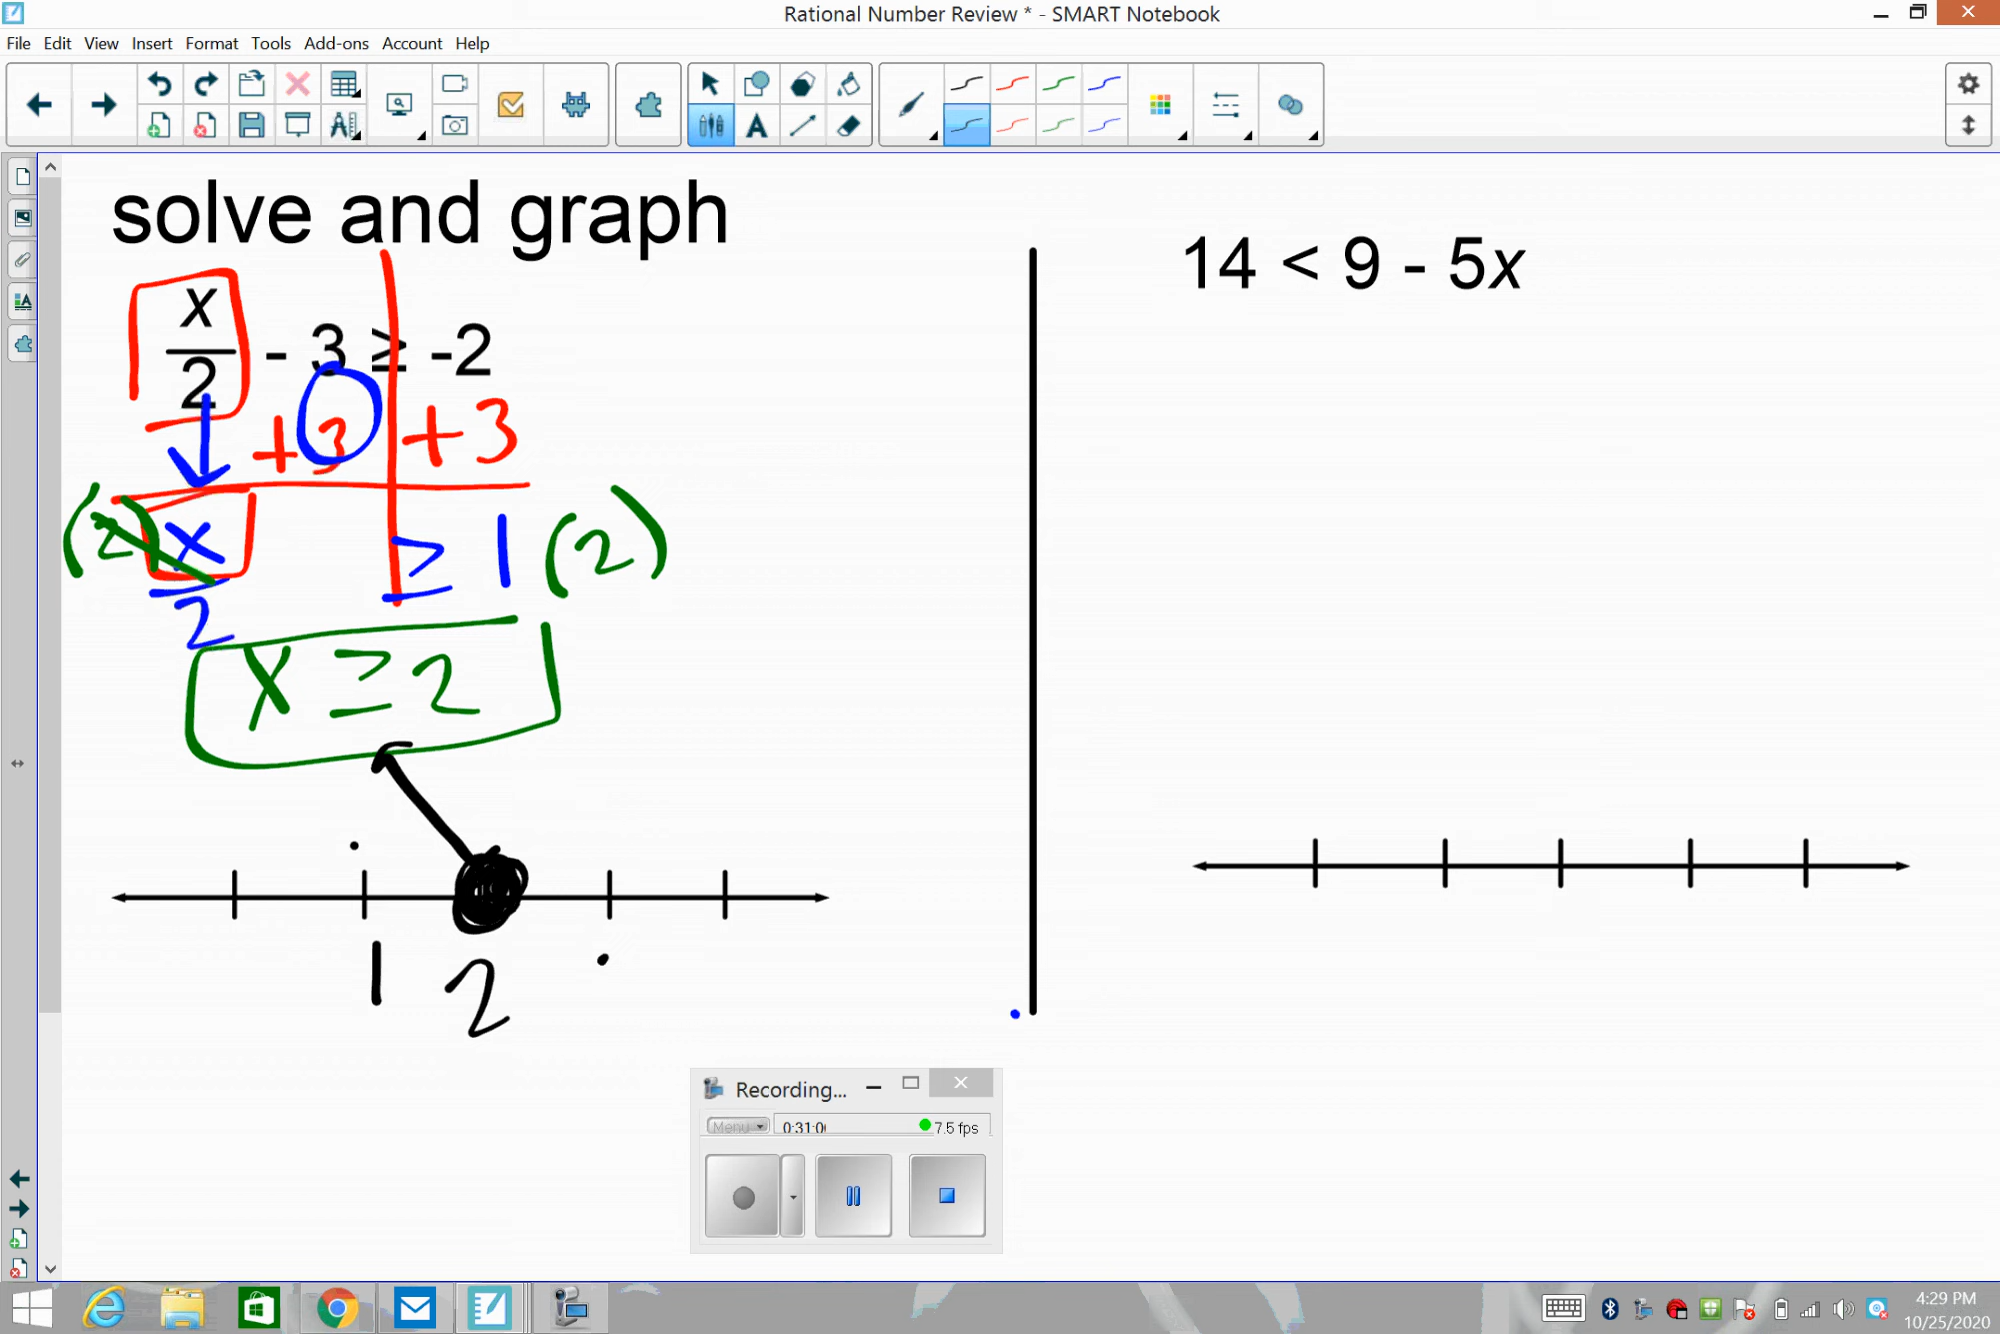 Rational Number Review * - SMART Notebook
File Edit View Insert Format Tools Add-ons Account Help
solve and graph
x/2 - 3 ≥ -2
+ 3 + 3
(2) x/2 ≥ 1 (2)
x ≥ 2
1 2
14 < 9 - 5x
Recording...
Menu 0:31:0 7.5 fps
4:29 PM
10/25/2020